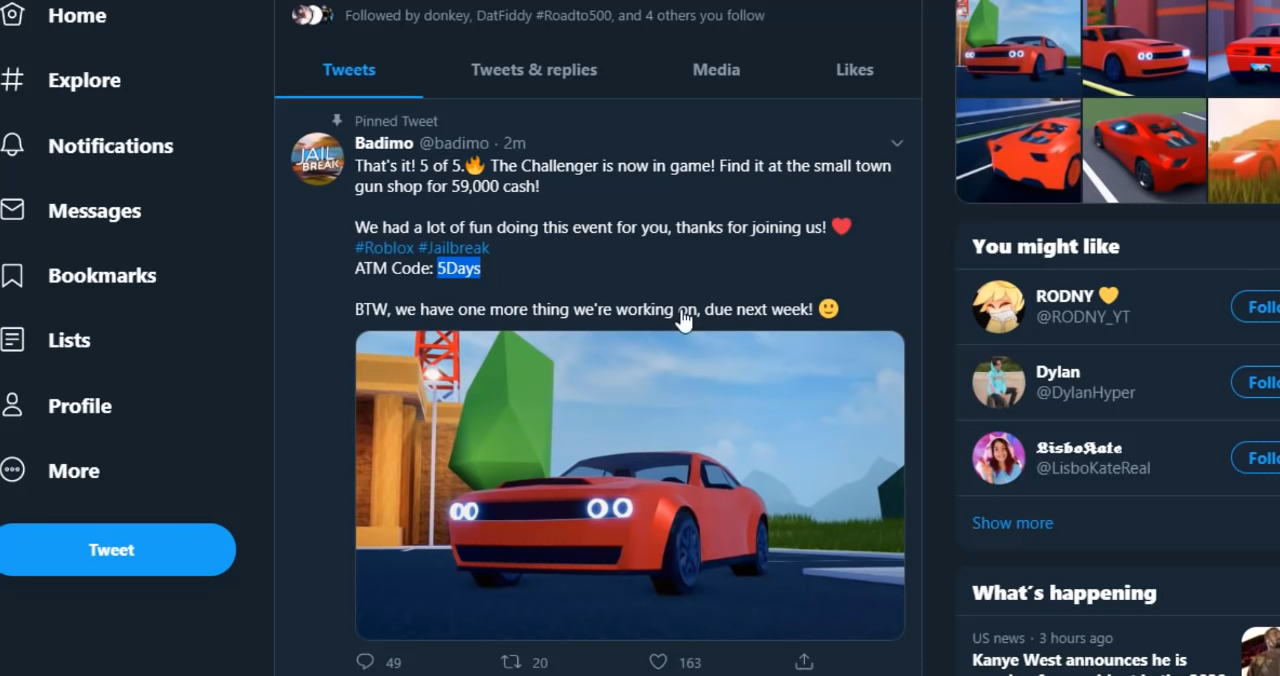 Home
Explore
Notifications
Messages
Bookmarks
Lists
Profile
More
Tweet
Followed by donkey, DatFiddy #Roadto500, and 4 others you follow
Tweets
Tweets & replies
Media
Likes
Pinned Tweet
JAIL
BREAK
Badimo @badimo · 2m
That's it! 5 of 5.🔥 The Challenger is now in game! Find it at the small town
gun shop for 59,000 cash!
We had a lot of fun doing this event for you, thanks for joining us! ❤️
#Roblox #Jailbreak
ATM Code: 5Days
BTW, we have one more thing we're working on, due next week! 🙂
49
20
163
You might like
RODNY 💛
@RODNY_YT
Foll
Dylan
@DylanHyper
Foll
𝕷𝖎𝖘𝖇𝖔𝕶𝖆𝖙𝖊
@LisboKateReal
Foll
Show more
What´s happening
US news · 3 hours ago
Kanye West announces he is